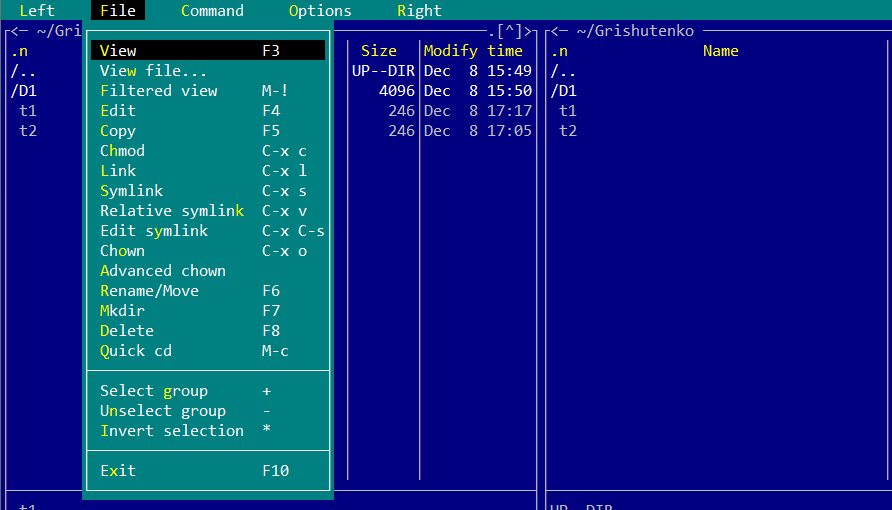 Left File Command Options Right
<─ ~/Gri .[^]>
<─ ~/Grishutenko
.n View F3 Size Modify time .n Name
/.. View file... UP--DIR Dec 8 15:49 /..
/D1 Filtered view M-! 4096 Dec 8 15:50 /D1
t1 Edit F4 246 Dec 8 17:17 t1
t2 Copy F5 246 Dec 8 17:05 t2
Chmod C-x c
Link C-x l
Symlink C-x s
Relative symlink C-x v
Edit symlink C-x C-s
Chown C-x o
Advanced chown
Rename/Move F6
Mkdir F7
Delete F8
Quick cd M-c
Select group +
Unselect group -
Invert selection *
Exit F10
t1 UP--DIR